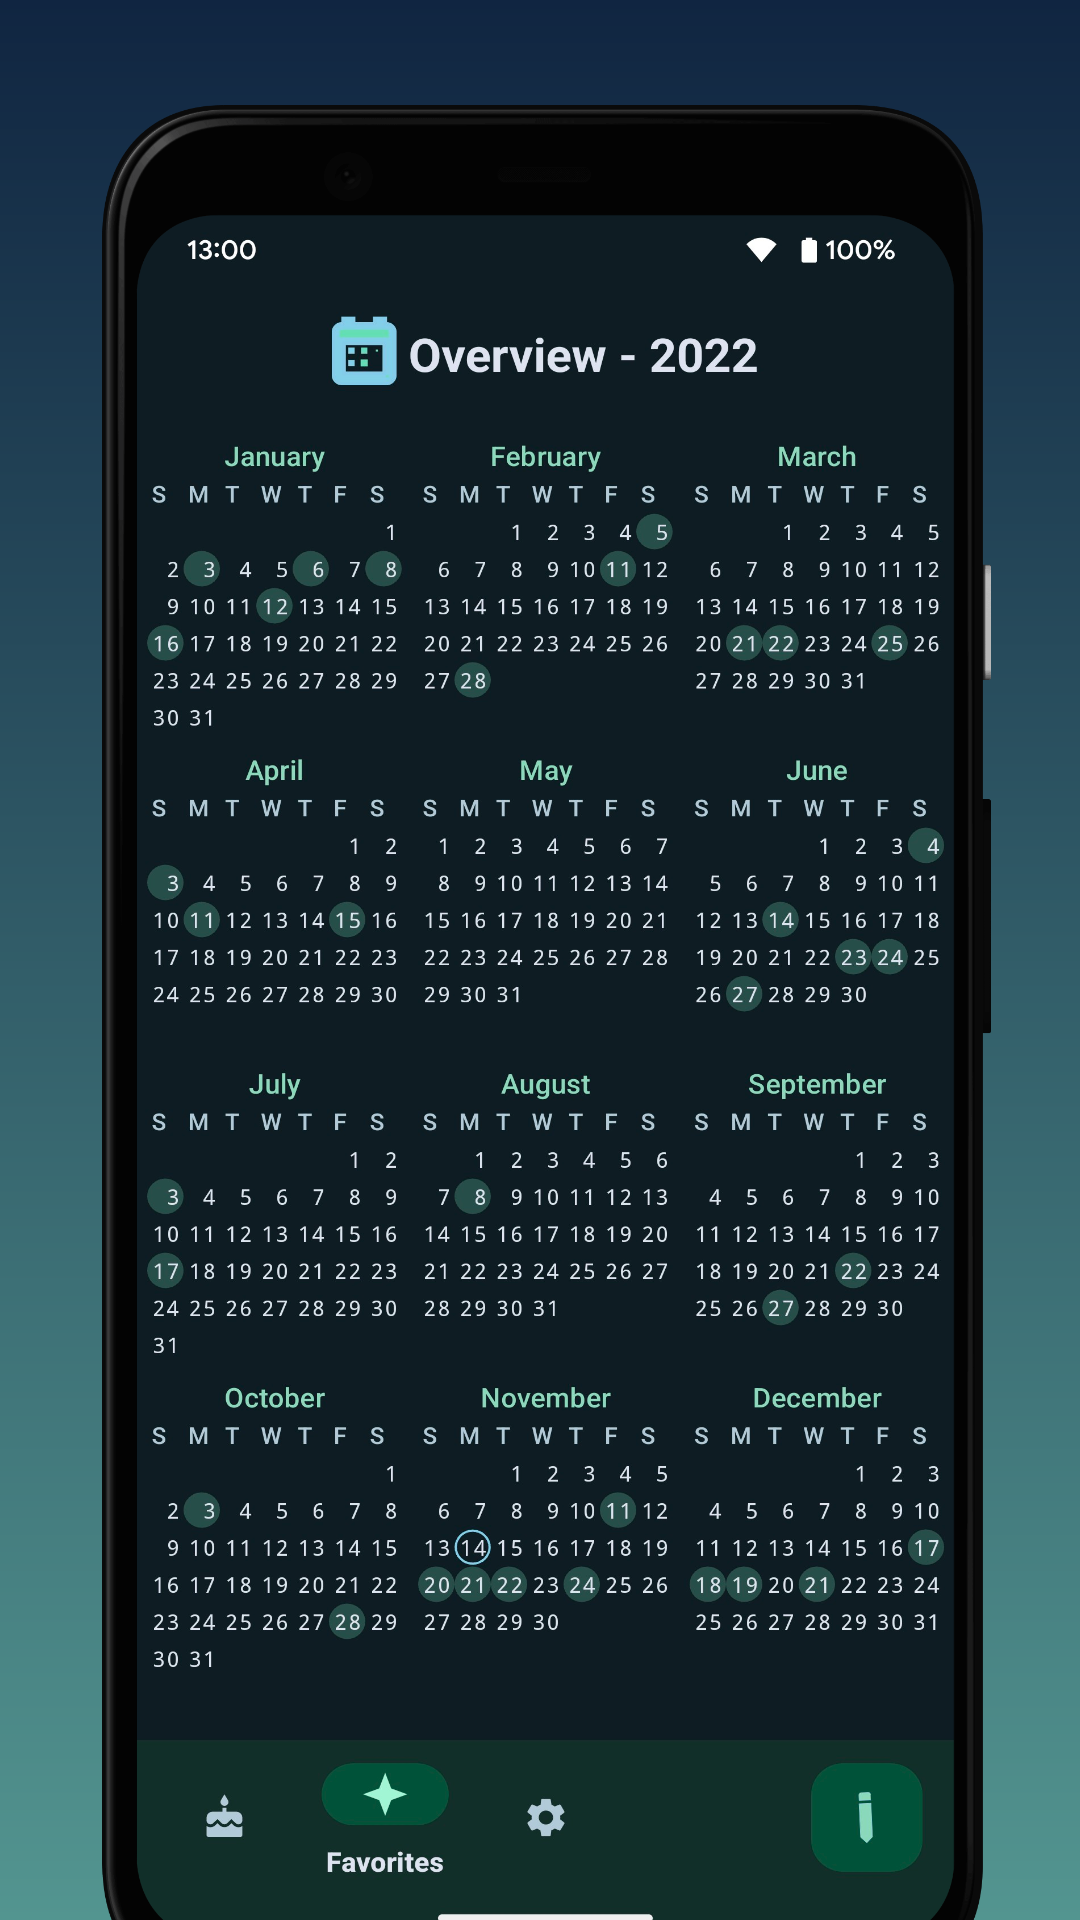 13:00 100%
Overview - 2022
January February March
S M T W T F S S M T W T F S S M T W T F S
1 1 2 3 4 5 1 2 3 4 5
2 3 4 5 6 7 8 6 7 8 9 10 11 12 6 7 8 9 10 11 12
9 10 11 12 13 14 15 13 14 15 16 17 18 19 13 14 15 16 17 18 19
16 17 18 19 20 21 22 20 21 22 23 24 25 26 20 21 22 23 24 25 26
23 24 25 26 27 28 29 27 28 27 28 29 30 31
30 31
April May June
S M T W T F S S M T W T F S S M T W T F S
1 2 1 2 3 4 5 6 7 1 2 3 4
3 4 5 6 7 8 9 8 9 10 11 12 13 14 5 6 7 8 9 10 11
10 11 12 13 14 15 16 15 16 17 18 19 20 21 12 13 14 15 16 17 18
17 18 19 20 21 22 23 22 23 24 25 26 27 28 19 20 21 22 23 24 25
24 25 26 27 28 29 30 29 30 31 26 27 28 29 30
July August September
S M T W T F S S M T W T F S S M T W T F S
1 2 1 2 3 4 5 6 1 2 3
3 4 5 6 7 8 9 7 8 9 10 11 12 13 4 5 6 7 8 9 10
10 11 12 13 14 15 16 14 15 16 17 18 19 20 11 12 13 14 15 16 17
17 18 19 20 21 22 23 21 22 23 24 25 26 27 18 19 20 21 22 23 24
24 25 26 27 28 29 30 28 29 30 31 25 26 27 28 29 30
31
October November December
S M T W T F S S M T W T F S S M T W T F S
1 1 2 3 4 5 1 2 3
2 3 4 5 6 7 8 6 7 8 9 10 11 12 4 5 6 7 8 9 10
9 10 11 12 13 14 15 13 14 15 16 17 18 19 11 12 13 14 15 16 17
16 17 18 19 20 21 22 20 21 22 23 24 25 26 18 19 20 21 22 23 24
23 24 25 26 27 28 29 27 28 29 30 25 26 27 28 29 30 31
30 31
Favorites